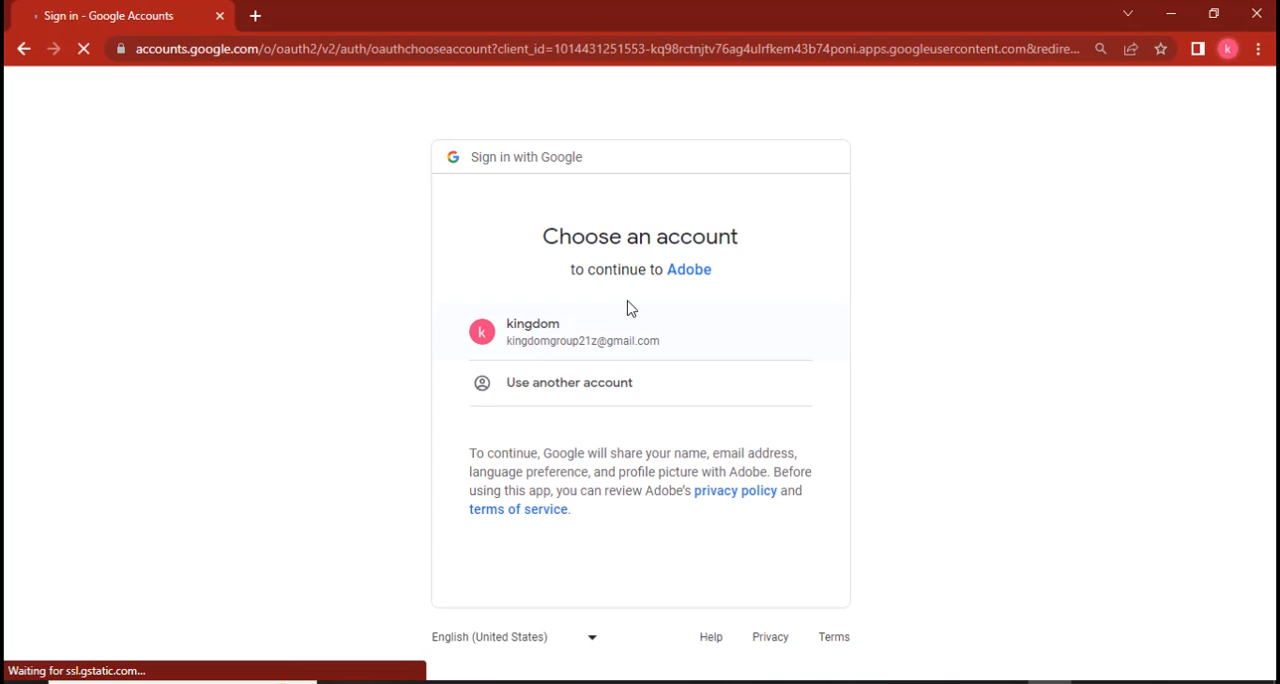 Sign in - Google Accounts
accounts.google.com/o/oauth2/v2/auth/oauthchooseaccount?client_id=1014431251553-kq98rctnjtv76ag4ulrfkem43b74poni.apps.googleusercontent.com&redire...
k
Sign in with Google
Choose an account
to continue to Adobe
k
kingdom
kingdomgroup21z@gmail.com
Use another account
To continue, Google will share your name, email address,
language preference, and profile picture with Adobe. Before
using this app, you can review Adobe's privacy policy and
terms of service.
English (United States)
Help
Privacy
Terms
Waiting for ssl.gstatic.com...